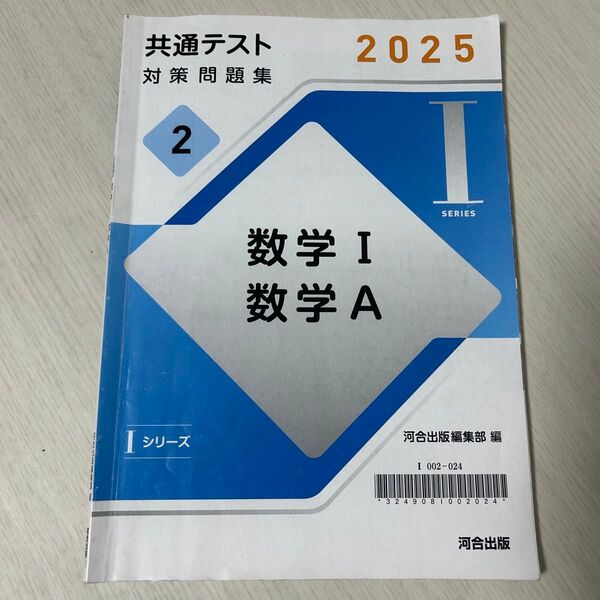 共通テスト
対策問題集
2025
2
I
SERIES
数学 I
数学 A
I シリーズ
河合出版編集部 編
I 002-024
*324908I002024*
河合出版